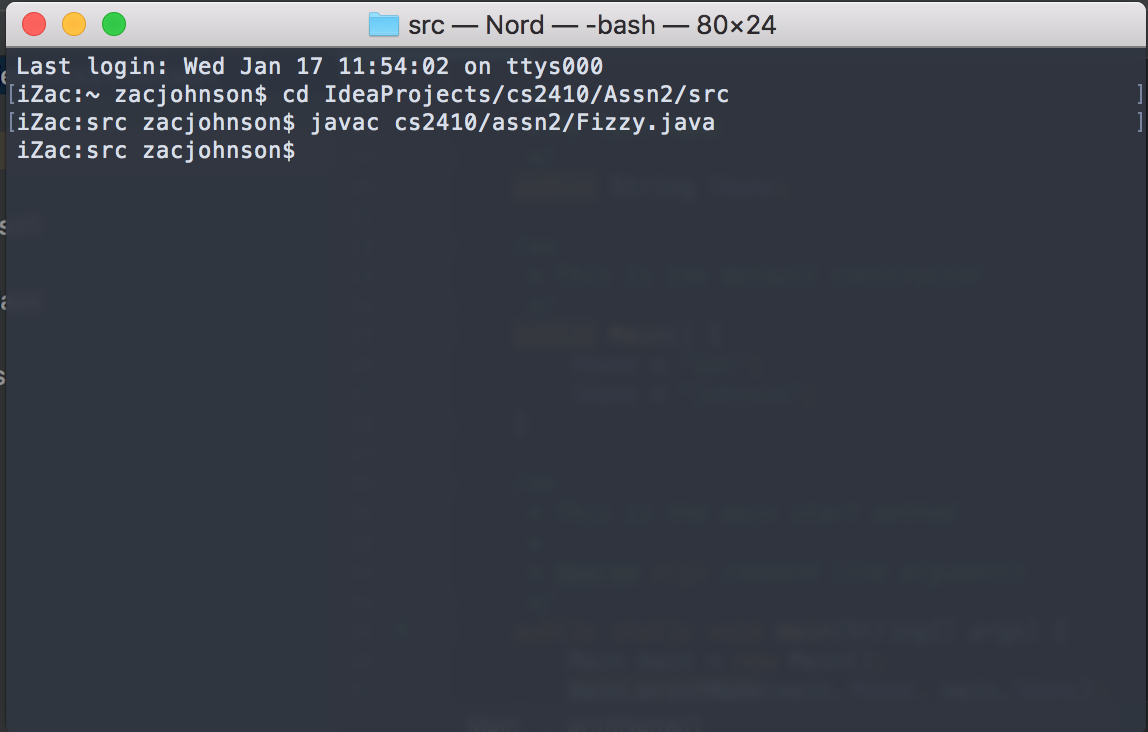 src — Nord — -bash — 80×24
Last login: Wed Jan 17 11:54:02 on ttys000
[iZac:~ zacjohnson$ cd IdeaProjects/cs2410/Assn2/src ]
[iZac:src zacjohnson$ javac cs2410/assn2/Fizzy.java ]
iZac:src zacjohnson$